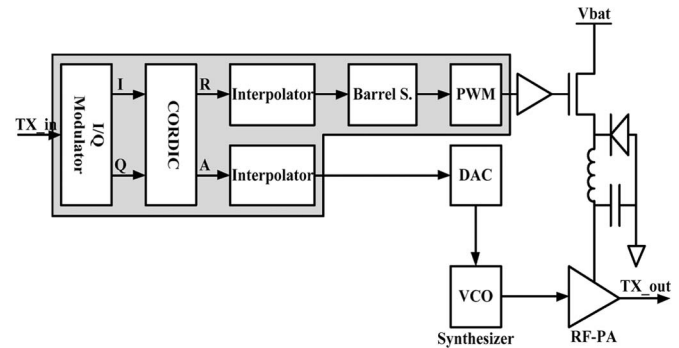 Vbat
TX_in
I/Q
Modulator
I
Q
CORDIC
R
A
Interpolator
Barrel S.
PWM
Interpolator
DAC
VCO
Synthesizer
RF-PA
TX_out